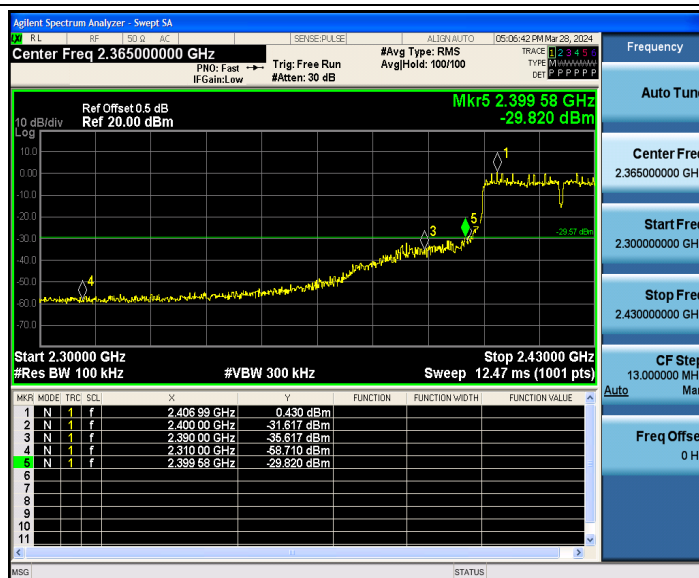 Agilent Spectrum Analyzer - Swept SA
LXI RL RF 50 Ω AC SENSE:PULSE ALIGN AUTO 05:06:42 PM Mar 28, 2024
Center Freq 2.365000000 GHz
PNO: Fast
IFGain:Low
Trig: Free Run
#Atten: 30 dB
#Avg Type: RMS
Avg|Hold: 100/100
TRACE 1 2 3 4 5 6
TYPE M
DET P P P P P P
Frequency
Auto Tune
Center Fre
2.365000000 GH
Start Fre
2.300000000 GH
Stop Fre
2.430000000 GH
CF Step
13.000000 MH
Auto Ma
Freq Offse
0 H
Ref Offset 0.5 dB
10 dB/div Ref 20.00 dBm
Log
Mkr5 2.399 58 GHz
-29.820 dBm
10.0
0.00
-10.0
-20.0
-30.0
-40.0
-50.0
-60.0
-70.0
1
5
3
4
-29.57 dBm
Start 2.30000 GHz Stop 2.43000 GHz
#Res BW 100 kHz #VBW 300 kHz Sweep 12.47 ms (1001 pts)
MKR MODE TRC SCL X Y FUNCTION FUNCTION WIDTH FUNCTION VALUE
1 N 1 f 2.406 99 GHz 0.430 dBm
2 N 1 f 2.400 00 GHz -31.617 dBm
3 N 1 f 2.390 00 GHz -35.617 dBm
4 N 1 f 2.310 00 GHz -58.710 dBm
5 N 1 f 2.399 58 GHz -29.820 dBm
6
7
8
9
10
11
MSG STATUS